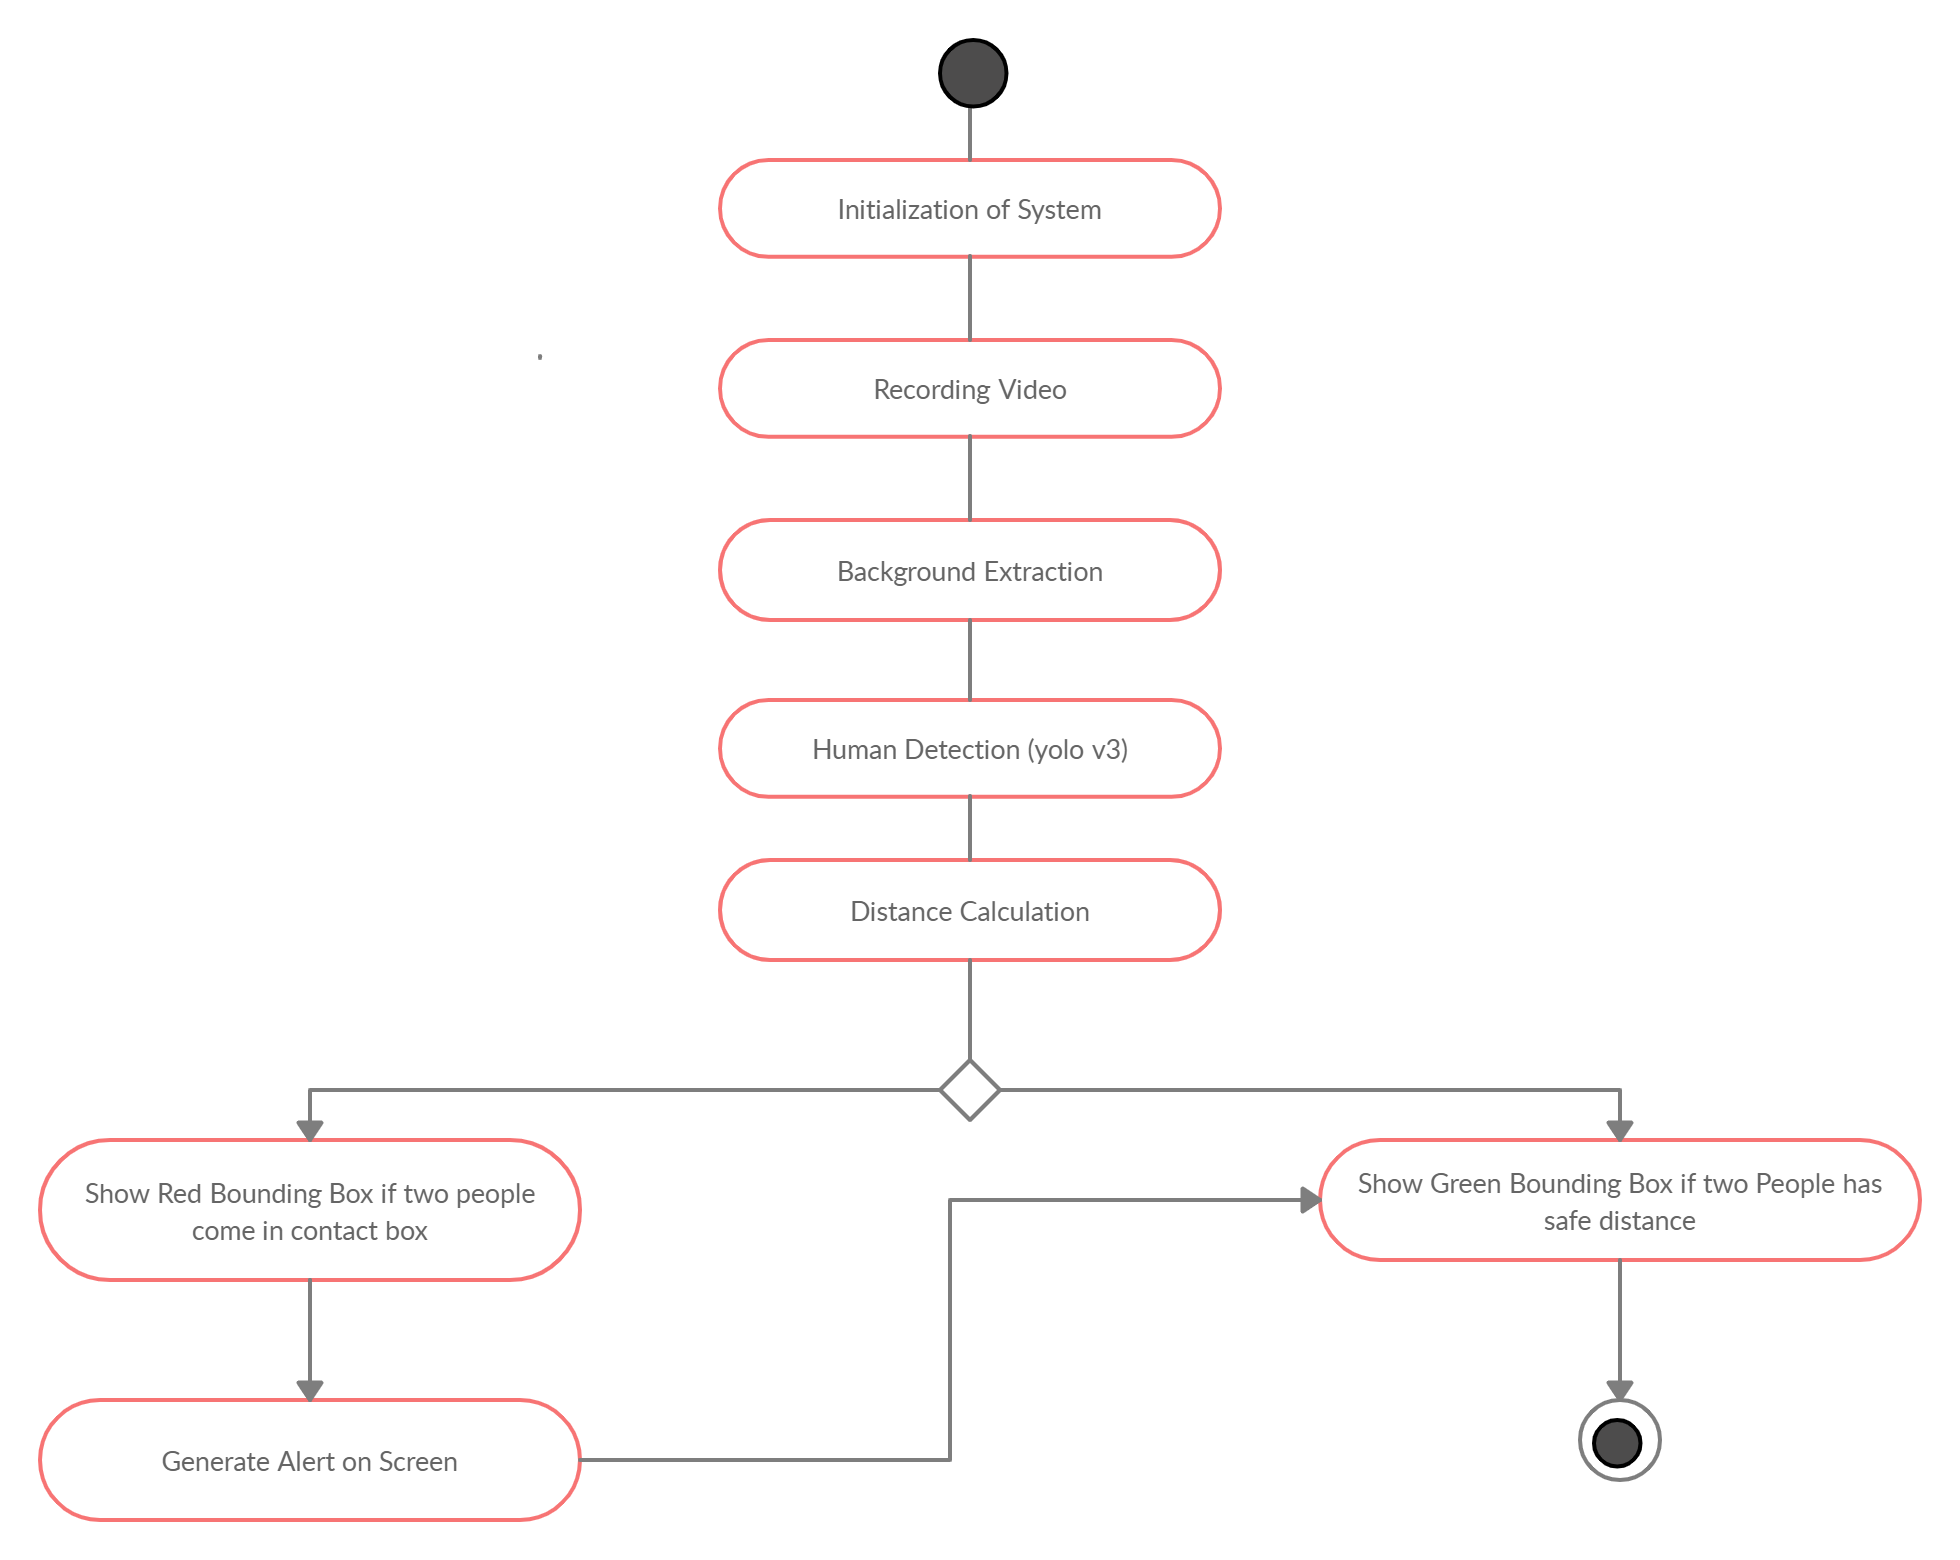 Initialization of System
Recording Video
Background Extraction
Human Detection (yolo v3)
Distance Calculation
Show Red Bounding Box if two people
come in contact box
Show Green Bounding Box if two People has
safe distance
Generate Alert on Screen